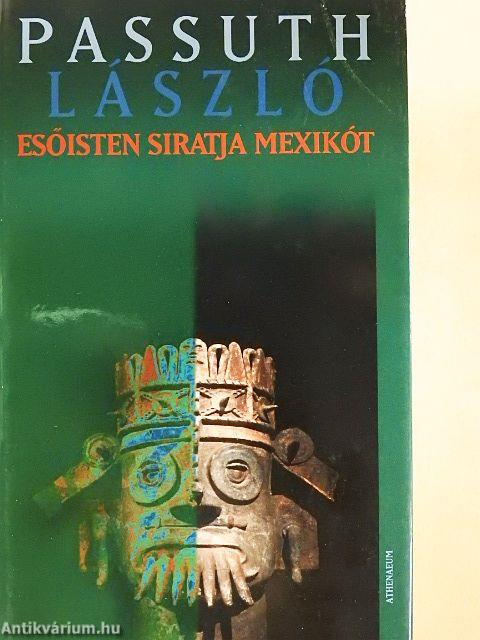 PASSUTH
LÁSZLÓ
ESŐISTEN SIRATJA MEXIKÓT
ATHENAEUM
Antikvárium.hu